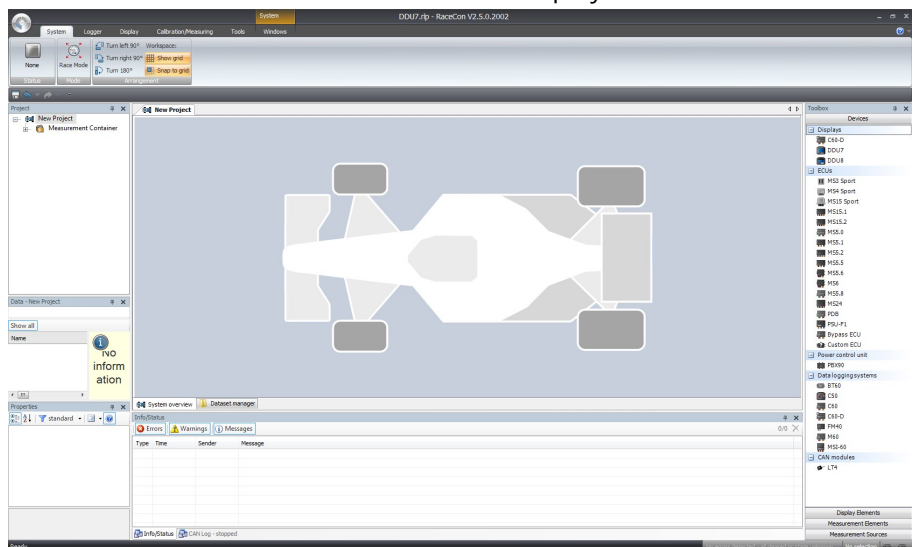 System
DDU7.rlp - RaceCon V2.5.0.2002
System Logger Display Calibration/Measuring Tools Windows
None
Race Mode
Turn left 90°
Turn right 90°
Turn 180°
Workspace:
Show grid
Snap to grid
Status
Mode
Arrangement
Project
New Project
Measurement Container
New Project
Data - New Project
Show all
Name
No
inform
ation
Properties
standard
System overview
Dataset manager
Info/Status
Errors
Warnings
Messages
0/0
Type Time Sender Message
Info/Status
CAN Log - stopped
Ready
Toolbox
Devices
Displays
C60-D
DDU7
DDU8
ECUs
MS3 Sport
MS4 Sport
MS15 Sport
MS15.1
MS15.2
MS5.0
MS5.1
MS5.2
MS5.5
MS5.6
MS6
MS5.8
MS24
PDB
PSU-F1
Bypass ECU
Custom ECU
Power control unit
PBX90
Data logging systems
BT60
C50
C60
C60-D
FM40
M60
MSI-60
CAN modules
LT4
Display Elements
Measurement Elements
Measurement Sources